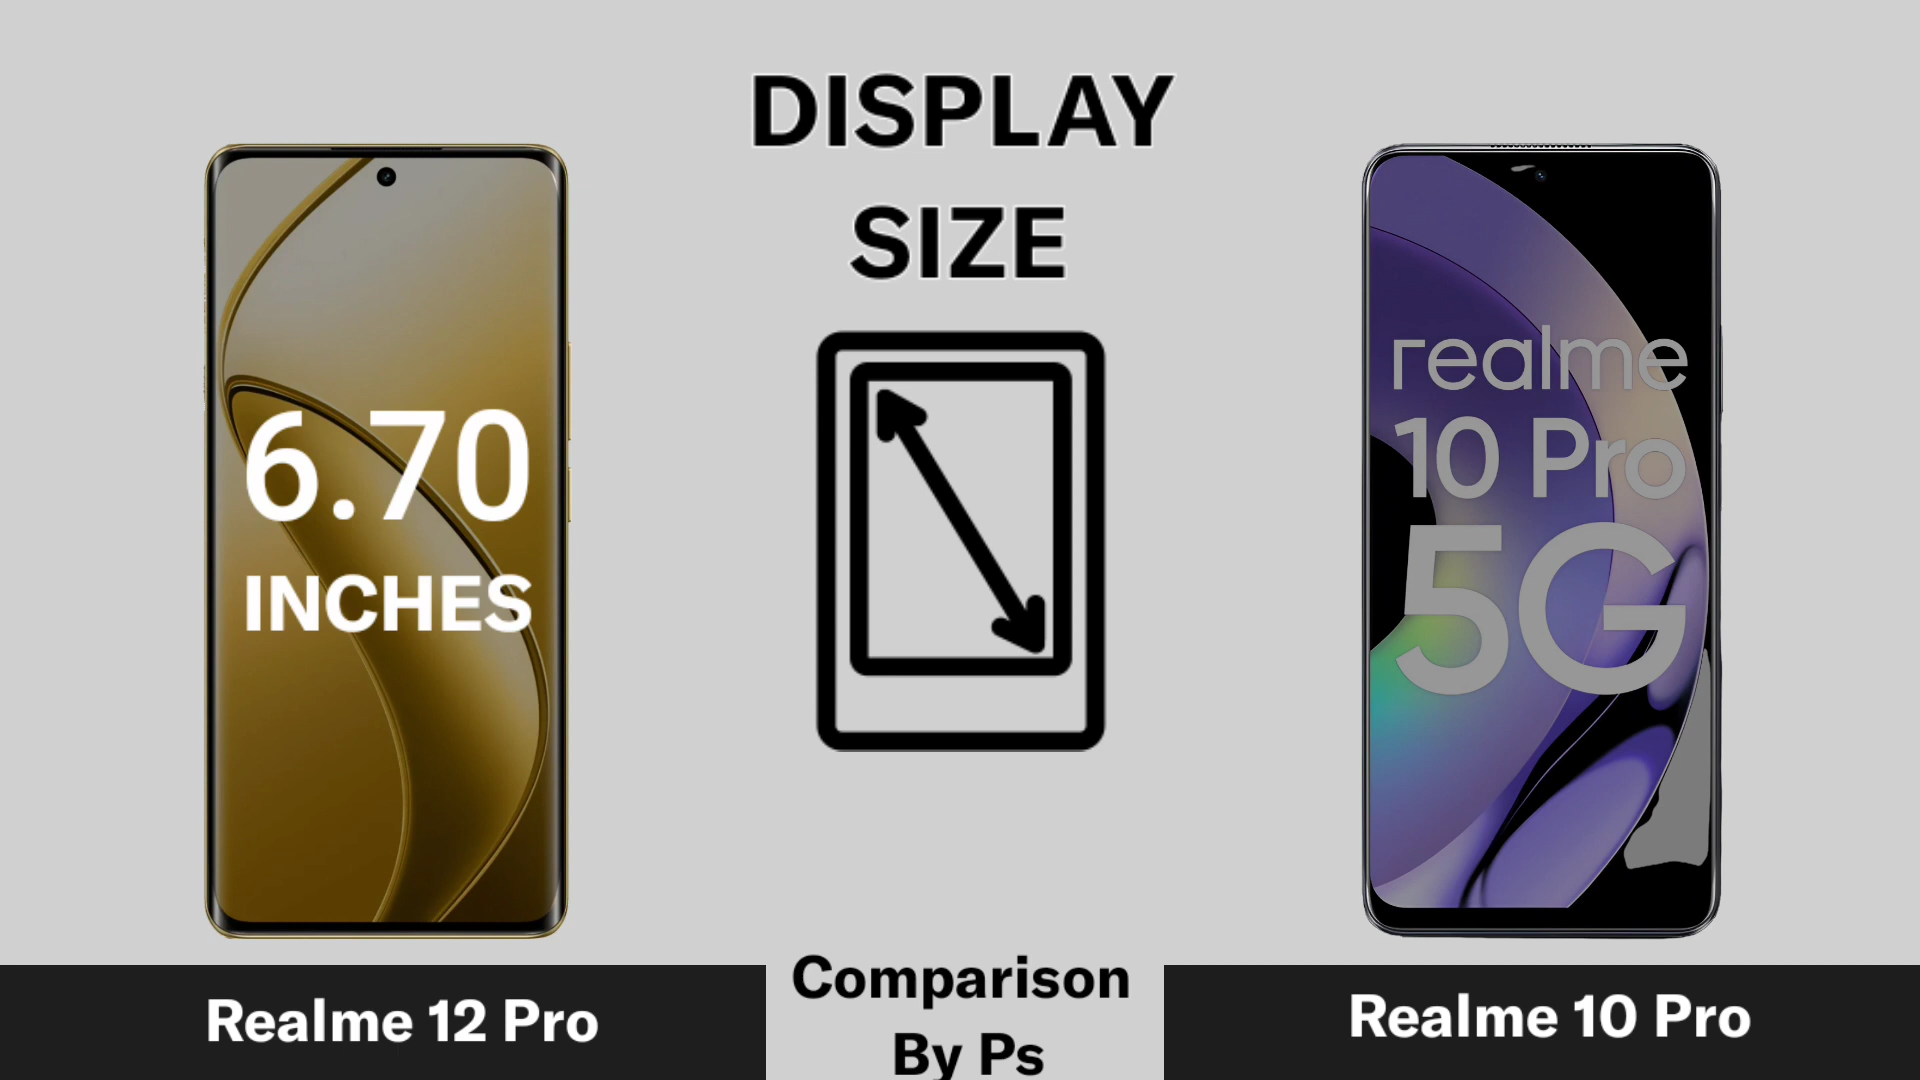 DISPLAY
SIZE
6.70
INCHES
realme
10 Pro
5G
Realme 12 Pro
Comparison
By Ps
Realme 10 Pro